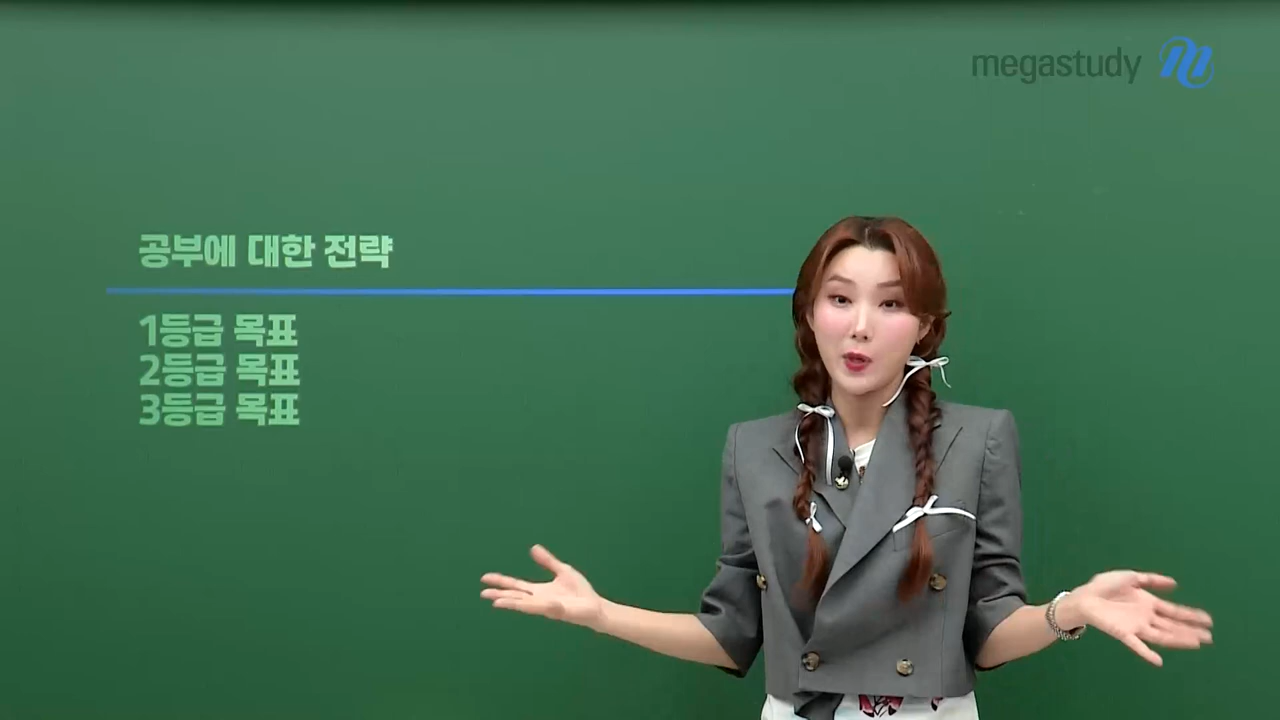 megastudy
공부에 대한 전략
1등급 목표
2등급 목표
3등급 목표